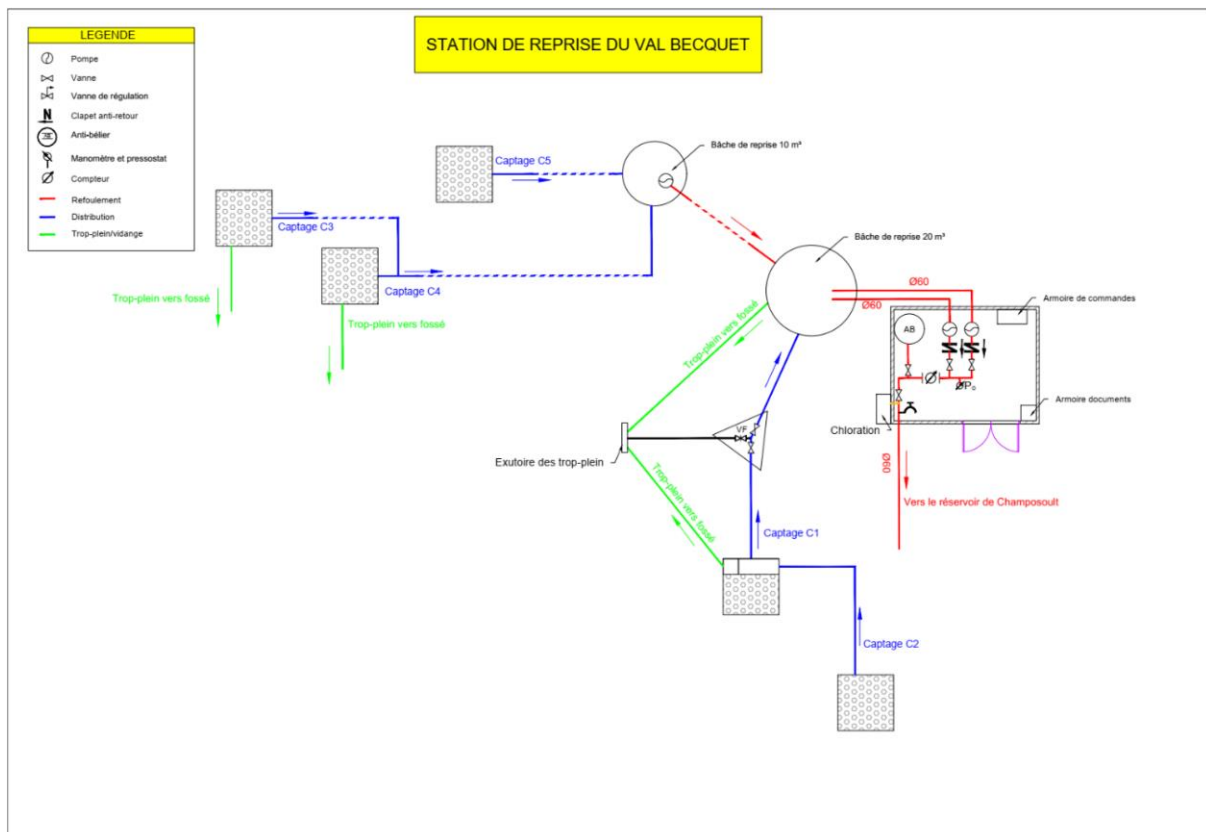 STATION DE REPRISE DU VAL BECQUET
LEGENDE
Pompe
Vanne
Vanne de régulation
Clapet anti-retour
Anti-bélier
Manomètre et pressostat
Compteur
Refoulement
Distribution
Trop-plein/vidange
Bâche de reprise 10 m³
Captage C5
Captage C3
Bâche de reprise 20 m³
Captage C4
Trop-plein vers fossé
Trop-plein vers fossé
Ø60
Ø60
Armoire de commandes
AB
Trop-plein vers fossé
P₀
Armoire documents
Chloration
VF
Exutoire des trop-plein
Ø60
Vers le réservoir de Champosoult
Trop-plein vers fossé
Captage C1
Captage C2